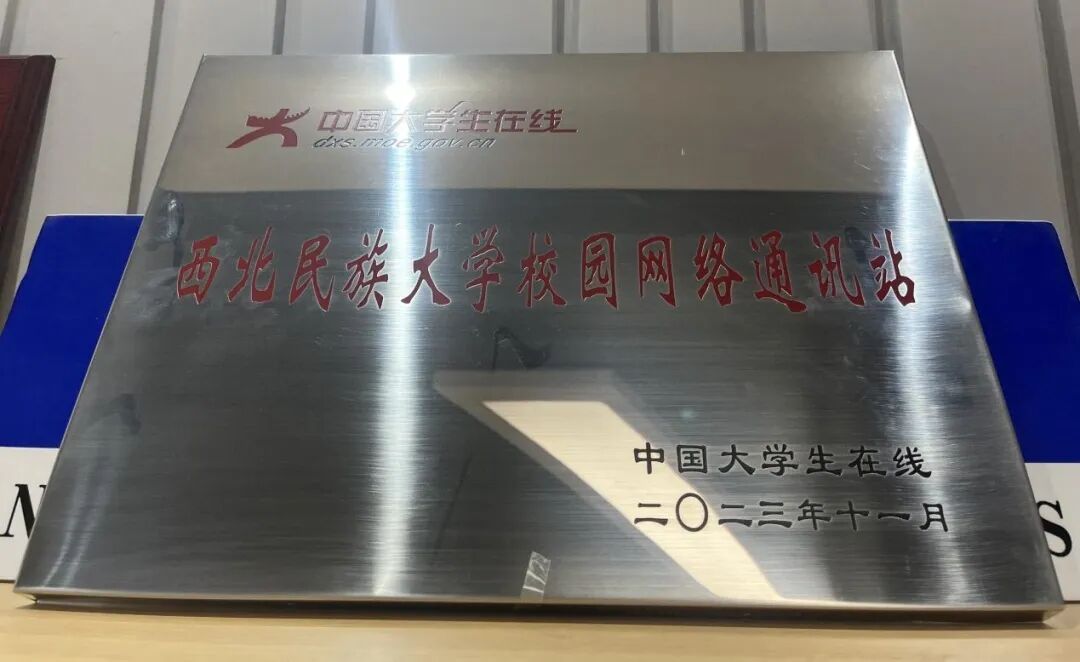 中国大学生在线
dxs.moe.gov.cn
西北民族大学校园网络通讯站
中国大学生在线
二〇二三年十一月
N
S